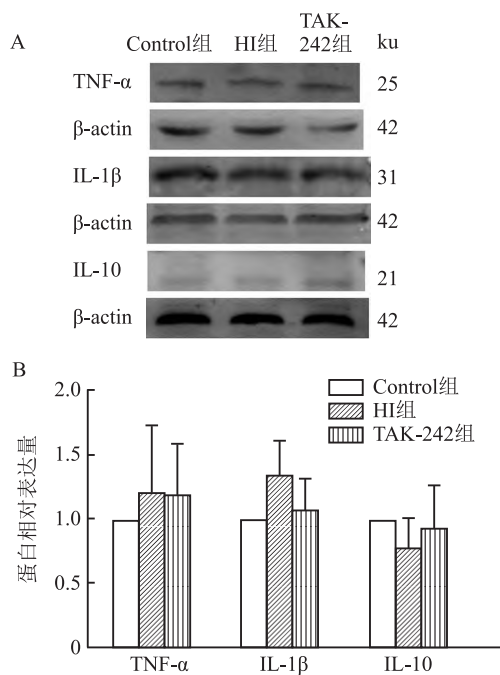 A
Control组 HI组 TAK-242组 ku
TNF-α 25
β-actin 42
IL-1β 31
β-actin 42
IL-10 21
β-actin 42
B
2.0
1.5
1.0
0.5
0
蛋白相对表达量
Control组
HI组
TAK-242组
TNF-α IL-1β IL-10